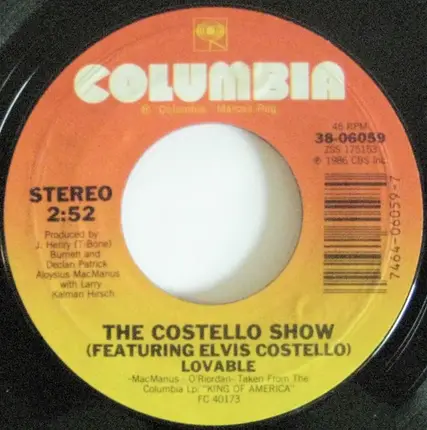 COLUMBIA
® Columbia, Marcas Reg.
45 RPM
38-06059
ZSS 175153
℗ 1986 CBS Inc.
STEREO
2:52
Produced by
J. Henry (T-Bone)
Burnett and
Declan Patrick
Aloysius MacManus
with Larry
Kalman Hirsch
7464-06059-7
THE COSTELLO SHOW
(FEATURING ELVIS COSTELLO)
LOVABLE
-MacManus - O'Riordan- Taken From The
Columbia Lp: "KING OF AMERICA"
FC 40173